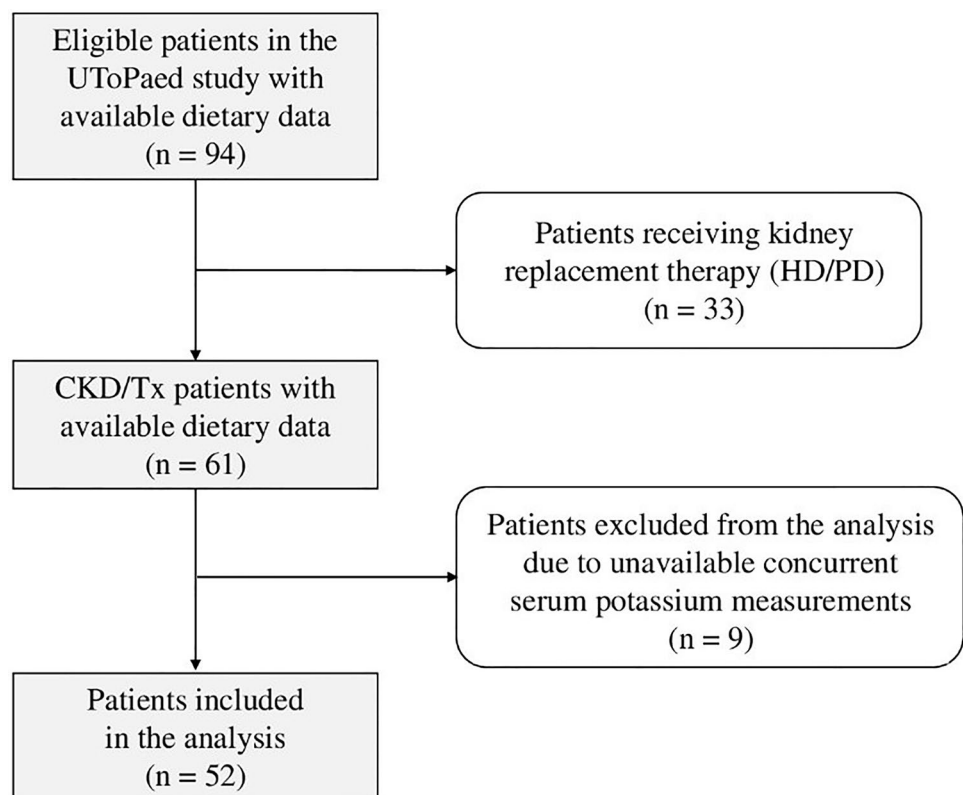 Eligible patients in the
UToPaed study with
available dietary data
(n = 94)
Patients receiving kidney
replacement therapy (HD/PD)
(n = 33)
CKD/Tx patients with
available dietary data
(n = 61)
Patients excluded from the analysis
due to unavailable concurrent
serum potassium measurements
(n = 9)
Patients included
in the analysis
(n = 52)